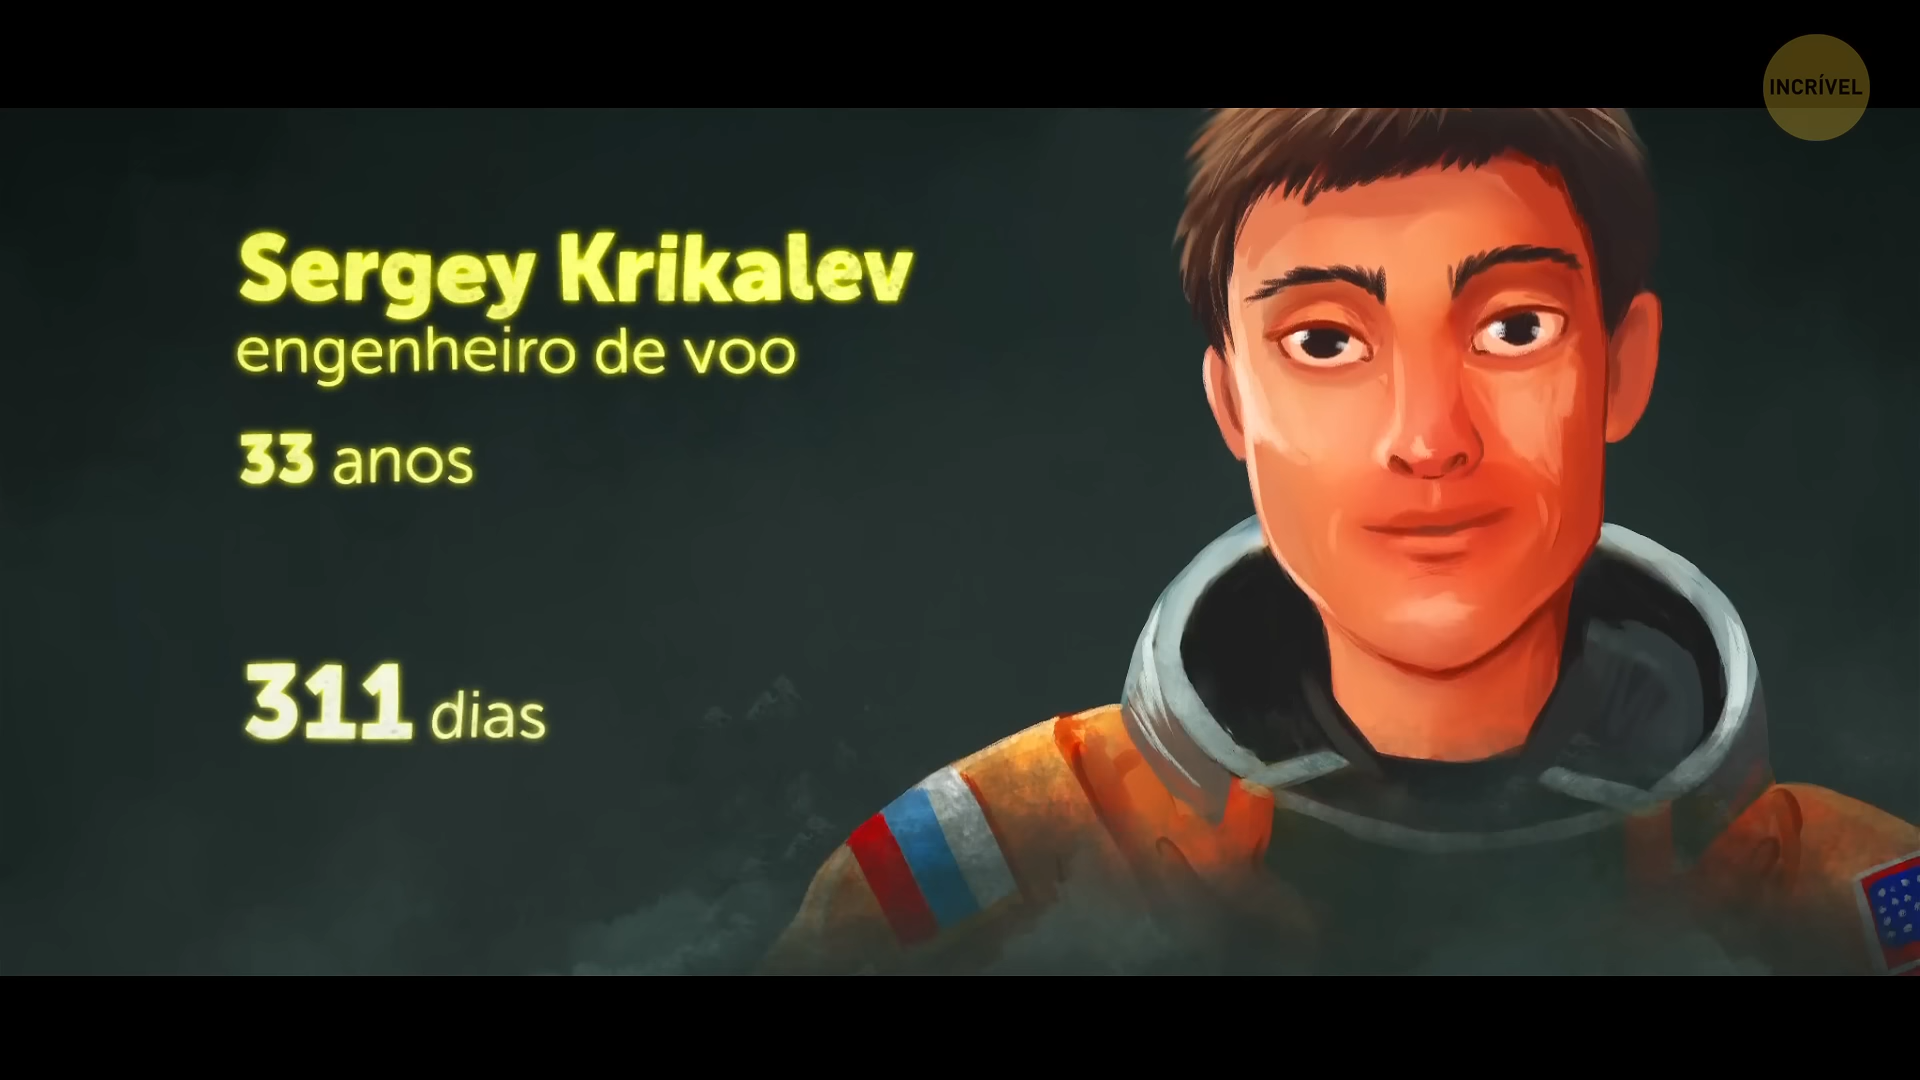 INCRÍVEL
Sergey Krikalev
engenheiro de voo
33 anos
311 dias